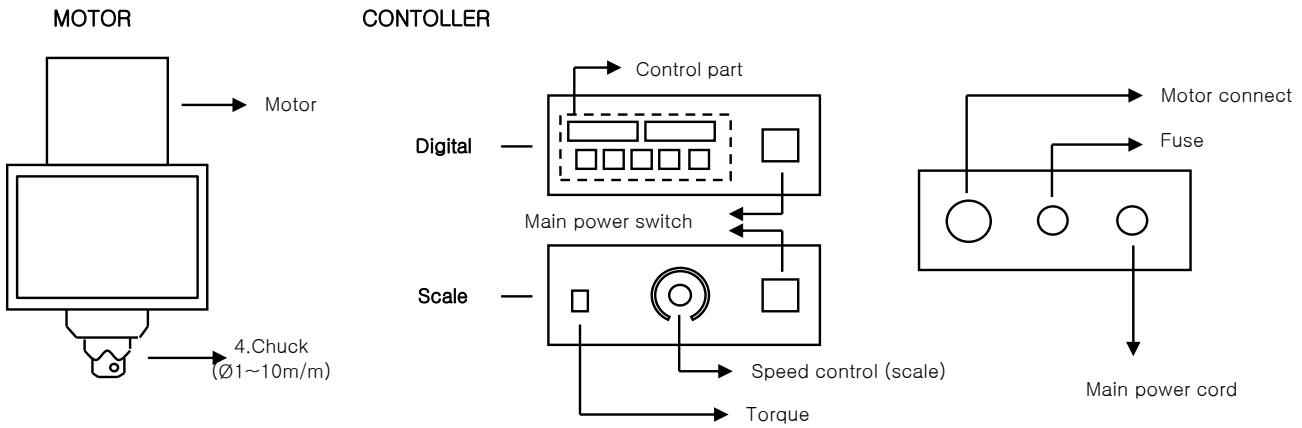 MOTOR
CONTOLLER
Control part
Motor
Motor connect
Digital
Fuse
Main power switch
Scale
4.Chuck
(Ø1~10m/m)
Speed control (scale)
Main power cord
Torque